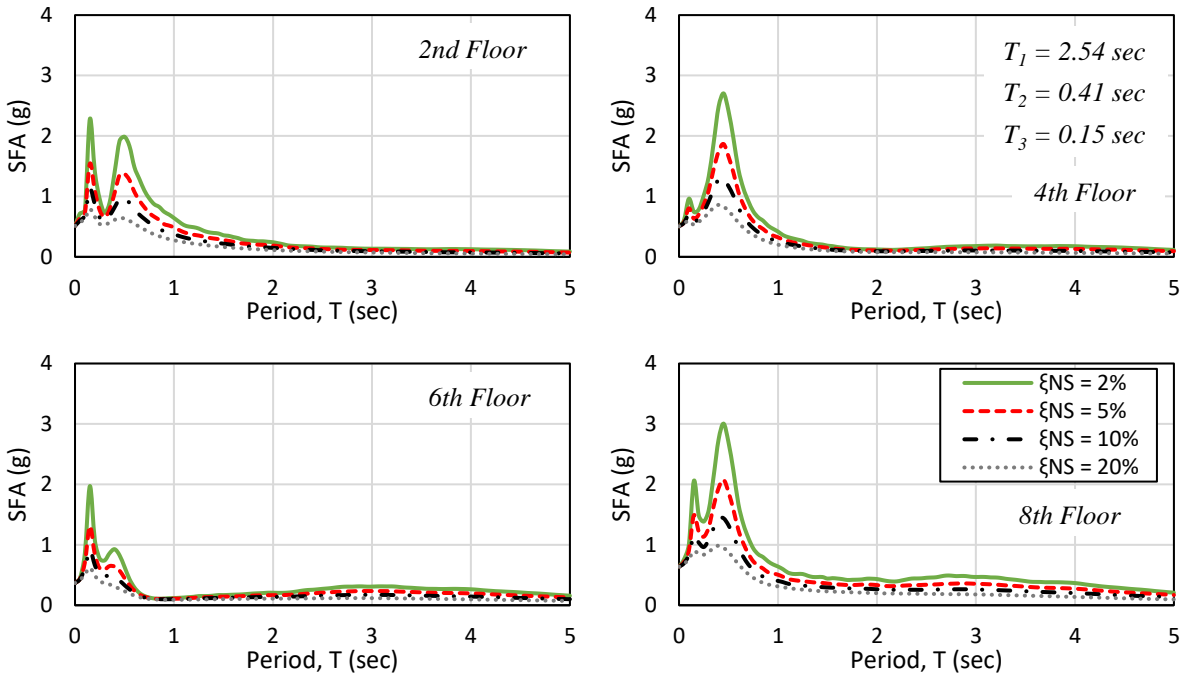 4
3
2
1
0
SFA (g)
2nd Floor
0 1 2 3 4 5
Period, T (sec)
4
3
2
1
0
SFA (g)
T1 = 2.54 sec
T2 = 0.41 sec
T3 = 0.15 sec
4th Floor
0 1 2 3 4 5
Period, T (sec)
4
3
2
1
0
SFA (g)
6th Floor
0 1 2 3 4 5
Period, T (sec)
4
3
2
1
0
SFA (g)
ξNS = 2%
ξNS = 5%
ξNS = 10%
ξNS = 20%
8th Floor
0 1 2 3 4 5
Period, T (sec)